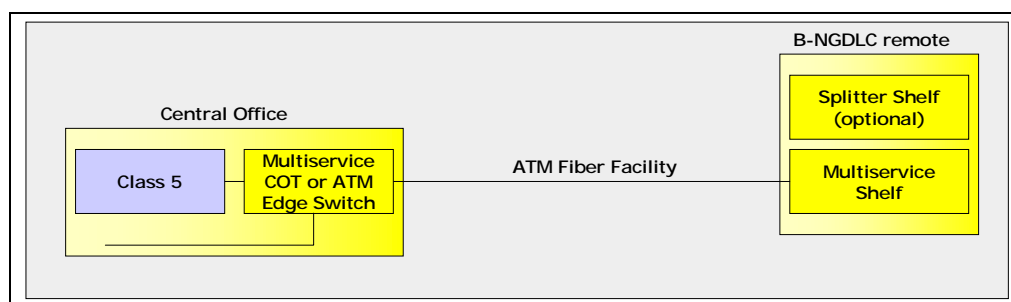 B-NGDLC remote
Splitter Shelf
(optional)
Central Office
Class 5
Multiservice
COT or ATM
Edge Switch
ATM Fiber Facility
Multiservice
Shelf